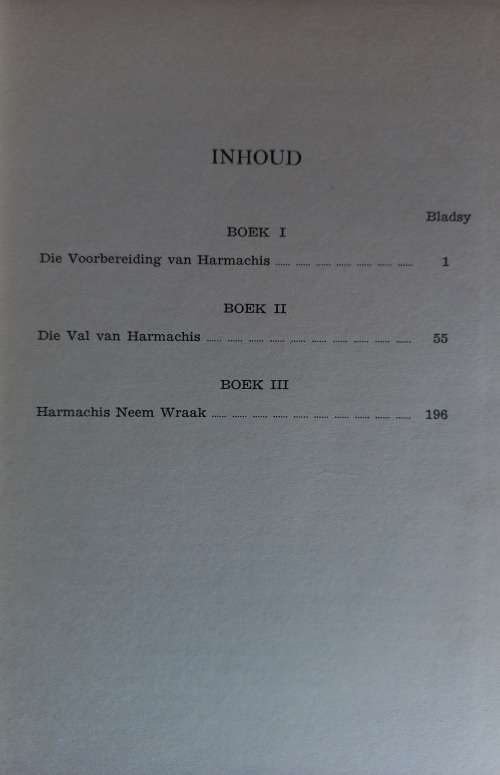 INHOUD
Bladsy
BOEK I
Die Voorbereiding van Harmachis ...... ...... ...... ...... ...... ...... ...... 1
BOEK II
Die Val van Harmachis ...... ...... ...... ...... ...... ...... ...... ...... ...... ...... 55
BOEK III
Harmachis Neem Wraak ...... ...... ...... ...... ...... ...... ...... ...... ...... ...... 196